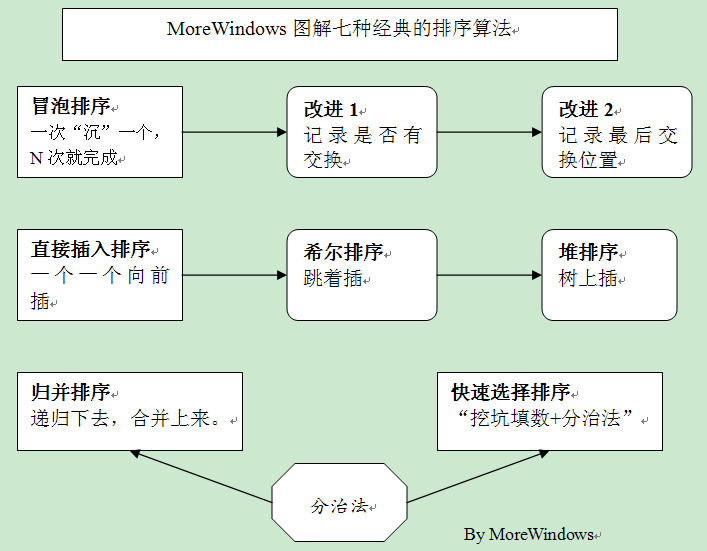 MoreWindows 图解七种经典的排序算法
冒泡排序
一次“沉”一个，
N 次就完成
改进 1
记录是否有
交换
改进 2
记录最后交
换位置
直接插入排序
一个一个向前
插
希尔排序
跳着插
堆排序
树上插
归并排序
递归下去，合并上来。
快速选择排序
“挖坑填数+分治法”
分治法
By MoreWindows